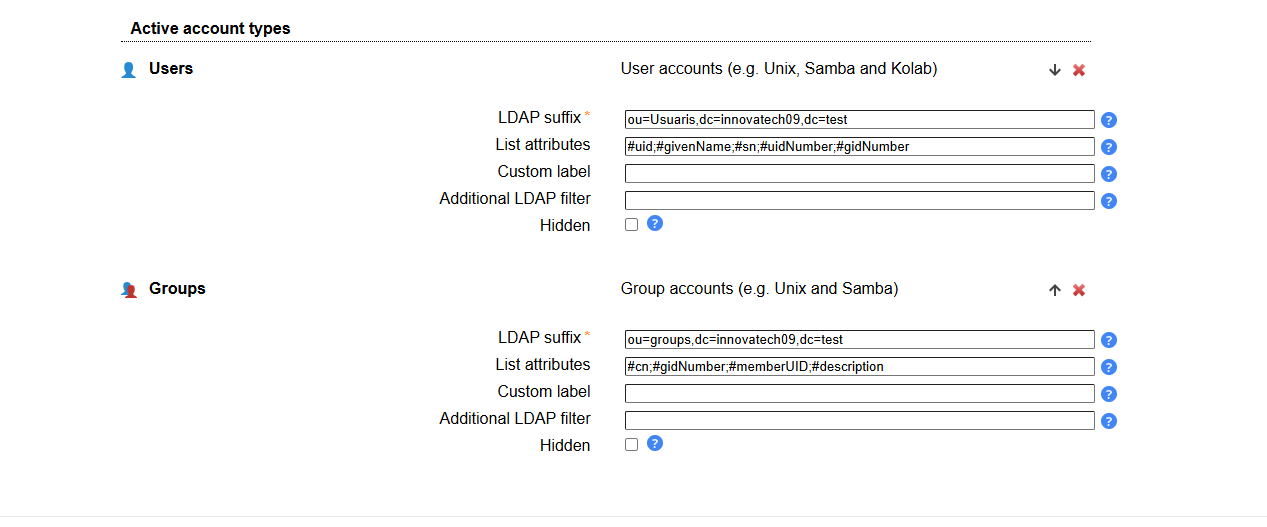 Active account types
Users User accounts (e.g. Unix, Samba and Kolab)
LDAP suffix* ou=Usuaris,dc=innovatech09,dc=test ?
List attributes #uid;#givenName;#sn;#uidNumber;#gidNumber ?
Custom label ?
Additional LDAP filter ?
Hidden ?
Groups Group accounts (e.g. Unix and Samba)
LDAP suffix* ou=groups,dc=innovatech09,dc=test ?
List attributes #cn;#gidNumber;#memberUID;#description ?
Custom label ?
Additional LDAP filter ?
Hidden ?